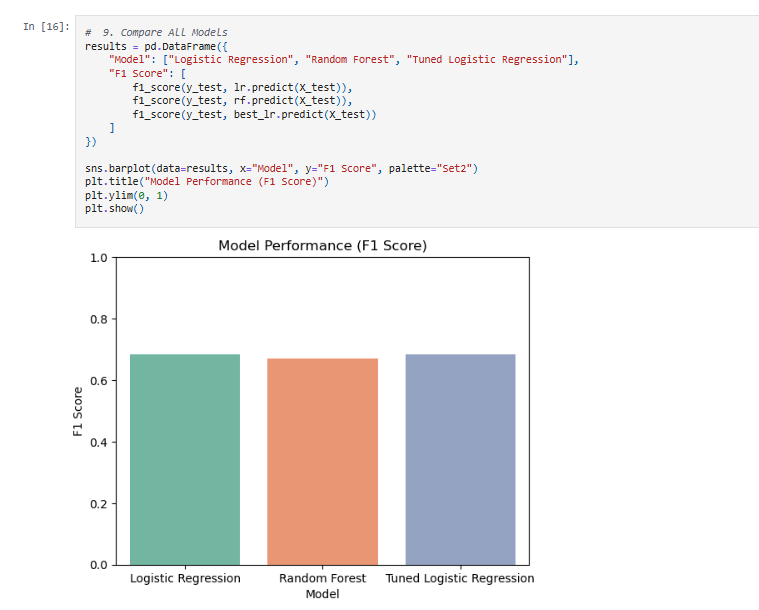 In [16]:
#  9. Compare All Models
results = pd.DataFrame({
    "Model": ["Logistic Regression", "Random Forest", "Tuned Logistic Regression"],
    "F1 Score": [
        f1_score(y_test, lr.predict(X_test)),
        f1_score(y_test, rf.predict(X_test)),
        f1_score(y_test, best_lr.predict(X_test))
    ]
})

sns.barplot(data=results, x="Model", y="F1 Score", palette="Set2")
plt.title("Model Performance (F1 Score)")
plt.ylim(0, 1)
plt.show()
Model Performance (F1 Score)
1.0
0.8
0.6
0.4
0.2
0.0
F1 Score
Logistic Regression Random Forest Tuned Logistic Regression
Model